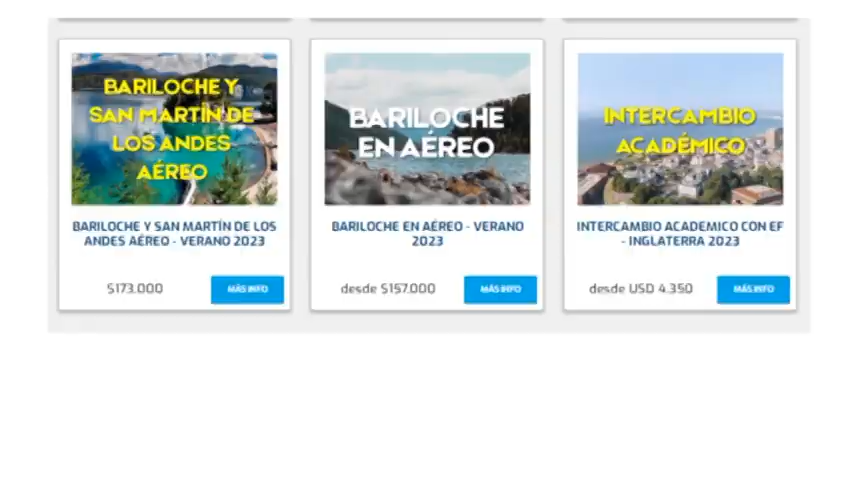 BARILOCHE Y
SAN MARTÍN DE
LOS ANDES
AÉREO
BARILOCHE Y SAN MARTÍN DE LOS
ANDES AÉREO - VERANO 2023
$173.000
MÁS INFO
BARILOCHE
EN AÉREO
BARILOCHE EN AÉREO - VERANO
2023
desde $157.000
MÁS INFO
INTERCAMBIO
ACADÉMICO
INTERCAMBIO ACADEMICO CON EF
- INGLATERRA 2023
desde USD 4.350
MÁS INFO